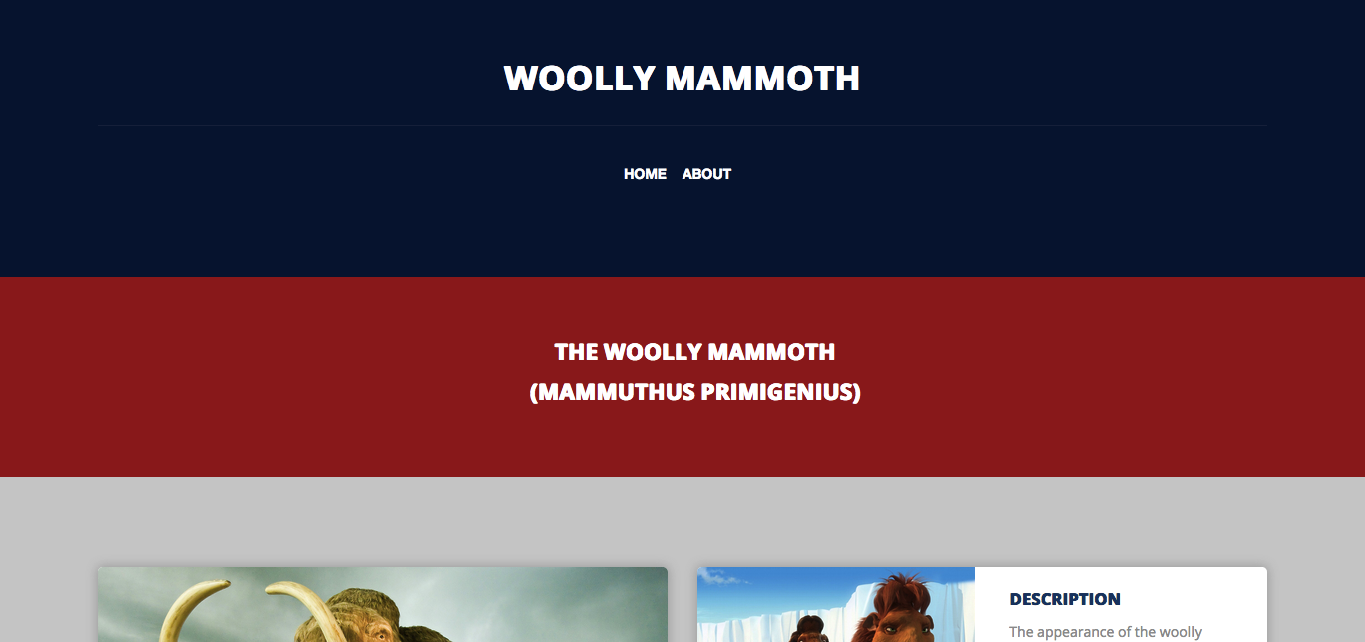 WOOLLY MAMMOTH
HOME ABOUT
THE WOOLLY MAMMOTH
(MAMMUTHUS PRIMIGENIUS)
DESCRIPTION
The appearance of the woolly